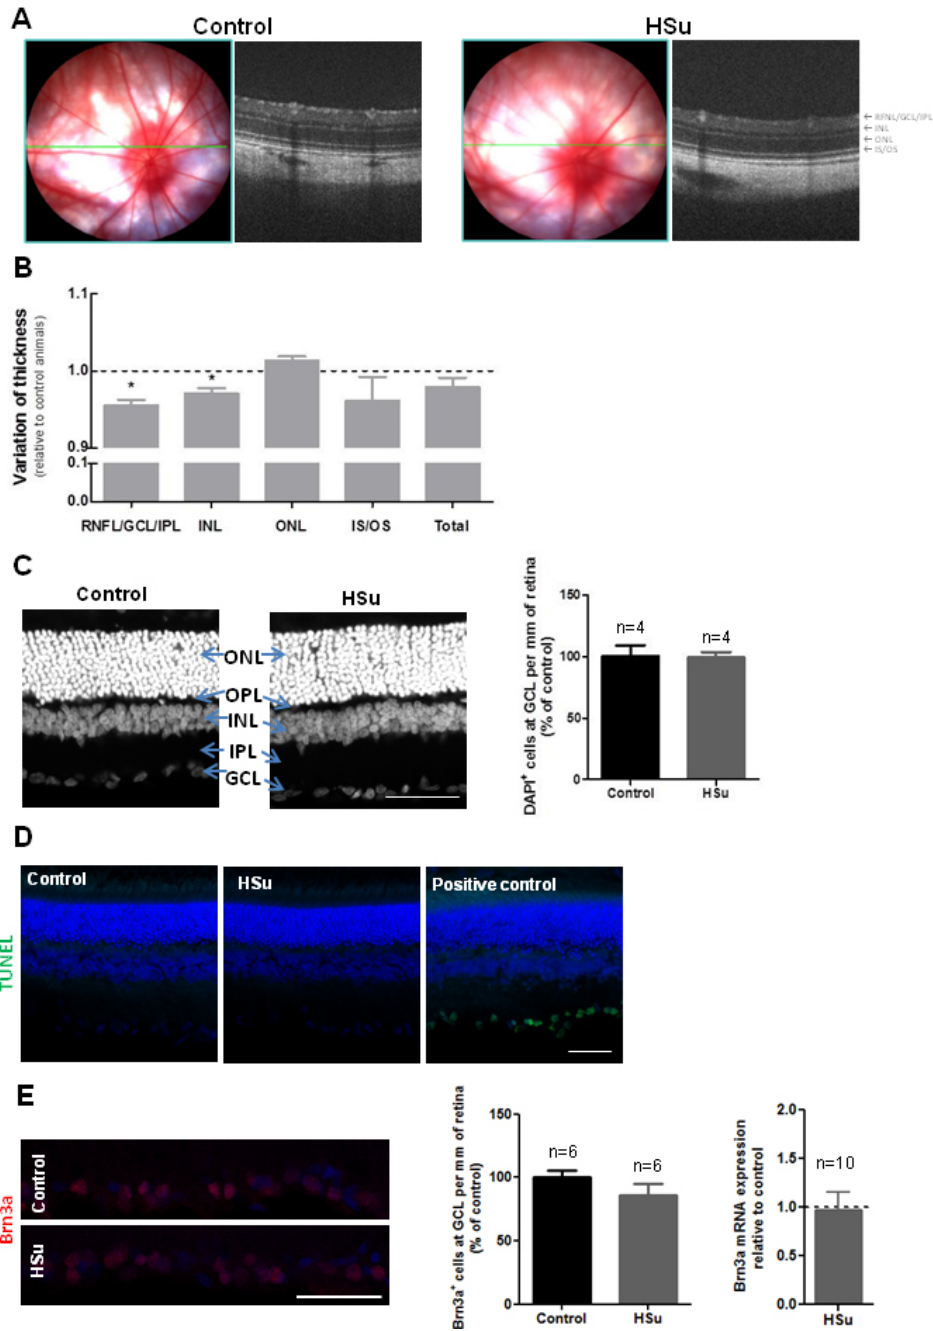 A
Control
HSu
RFNL/GCL/IPL
INL
ONL
IS/OS
B
Variation of thickness
(relative to control animals)
1.1
1.0
0.9
0.1
0.0
*
*
RNFL/GCL/IPL INL ONL IS/OS Total
C
Control
HSu
ONL
OPL
INL
IPL
GCL
DAPI⁺ cells at GCL per mm of retina
(% of control)
150
100
50
0
n=4
n=4
Control HSu
D
TUNEL
Control
HSu
Positive control
E
Brn3a
Control
HSu
Brn3a⁺ cells at GCL per mm of retina
(% of control)
150
100
50
0
n=6
n=6
Control HSu
Brn3a mRNA expression
relative to control
2.0
1.5
1.0
0.5
0.0
n=10
HSu